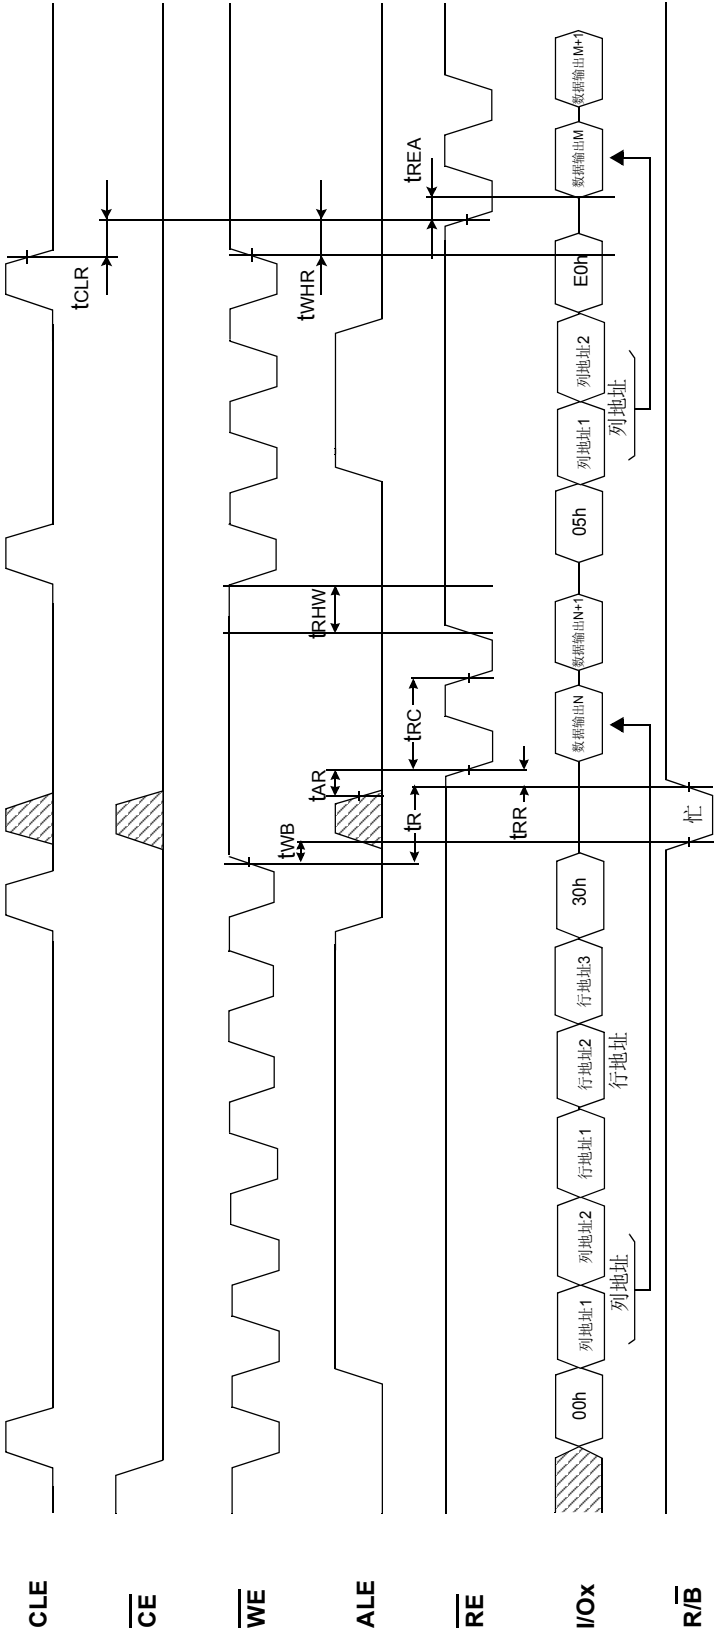 CLE
tCLR
CE
WE
tWB
tWHR
ALE
tAR
tRHW
RE
tR
tRC
tREA
tRR
I/Ox
00h
列地址1
列地址2
行地址1
行地址2
行地址3
30h
数据输出N
数据输出N+1
05h
列地址1
列地址2
E0h
数据输出M
数据输出M+1
列地址
行地址
列地址
R/B
忙